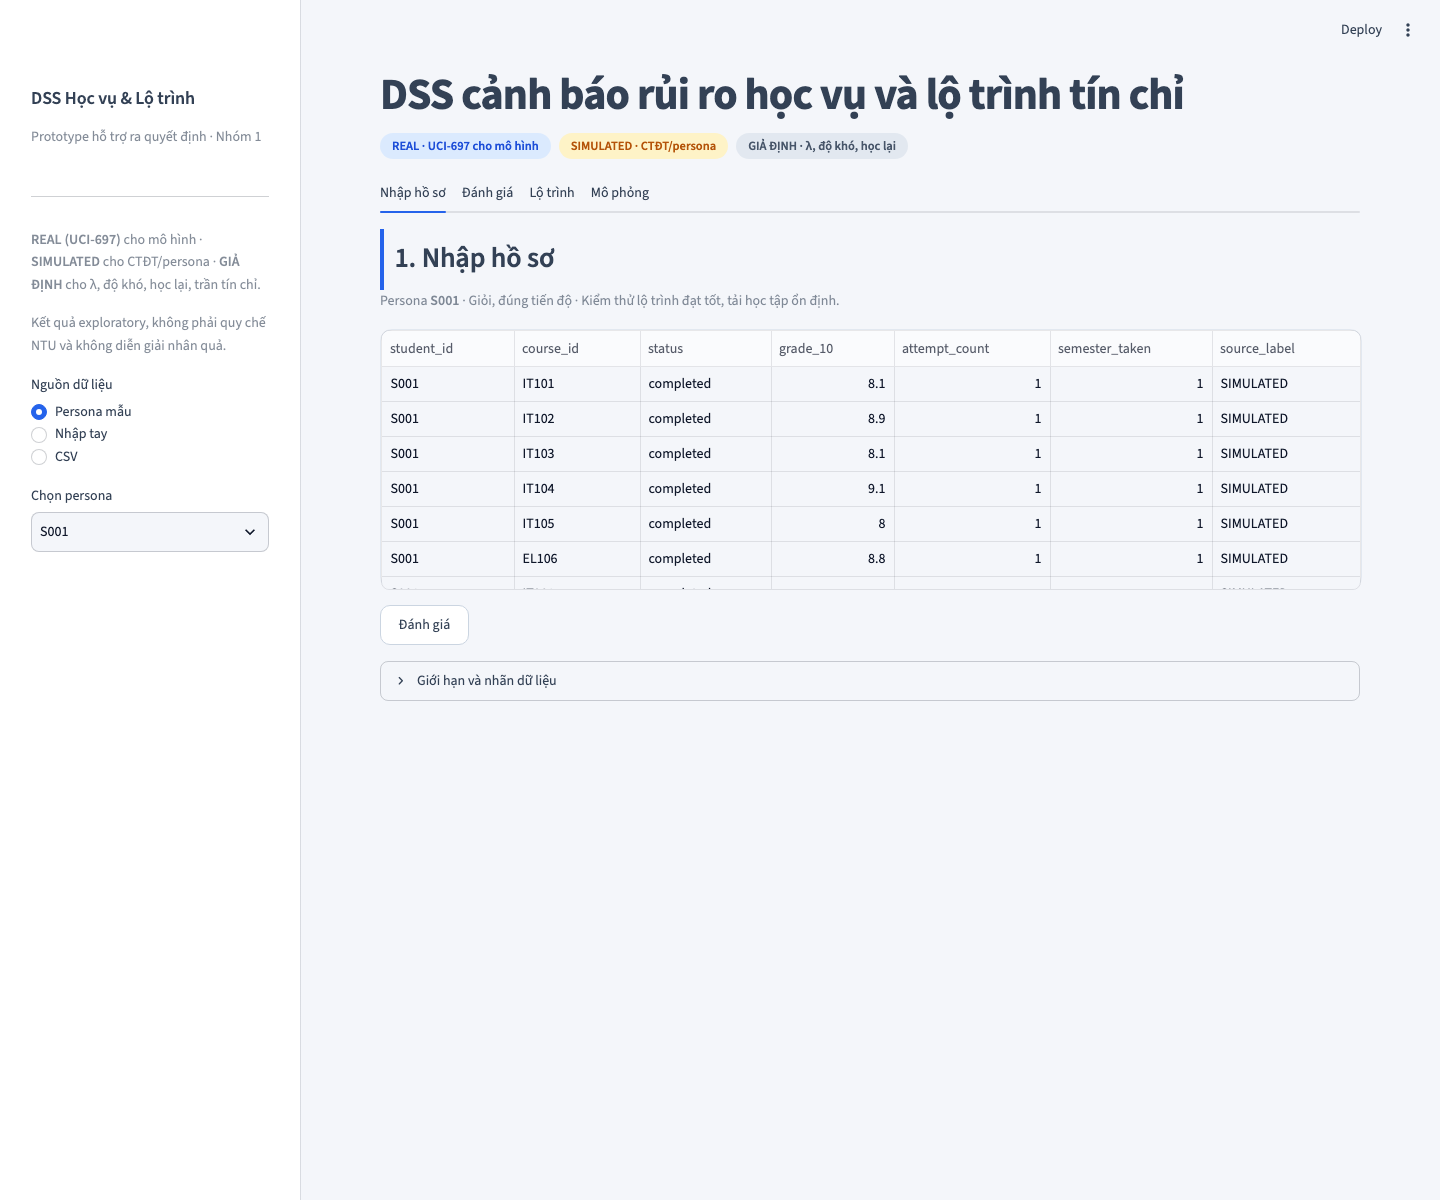 Deploy
DSS Học vụ & Lộ trình
Prototype hỗ trợ ra quyết định · Nhóm 1
REAL (UCI-697) cho mô hình ·
SIMULATED cho CTĐT/persona · GIẢ
ĐỊNH cho λ, độ khó, học lại, trần tín chỉ.
Kết quả exploratory, không phải quy chế
NTU và không diễn giải nhân quả.
Nguồn dữ liệu
Persona mẫu
Nhập tay
CSV
Chọn persona
S001
DSS cảnh báo rủi ro học vụ và lộ trình tín chỉ
REAL · UCI-697 cho mô hình SIMULATED · CTĐT/persona GIẢ ĐỊNH · λ, độ khó, học lại
Nhập hồ sơ Đánh giá Lộ trình Mô phỏng
1. Nhập hồ sơ
Persona S001 · Giỏi, đúng tiến độ · Kiểm thử lộ trình đạt tốt, tải học tập ổn định.
student_id course_id status grade_10 attempt_count semester_taken source_label
S001 IT101 completed 8.1 1 1 SIMULATED
S001 IT102 completed 8.9 1 1 SIMULATED
S001 IT103 completed 8.1 1 1 SIMULATED
S001 IT104 completed 9.1 1 1 SIMULATED
S001 IT105 completed 8 1 1 SIMULATED
S001 EL106 completed 8.8 1 1 SIMULATED
Đánh giá
Giới hạn và nhãn dữ liệu